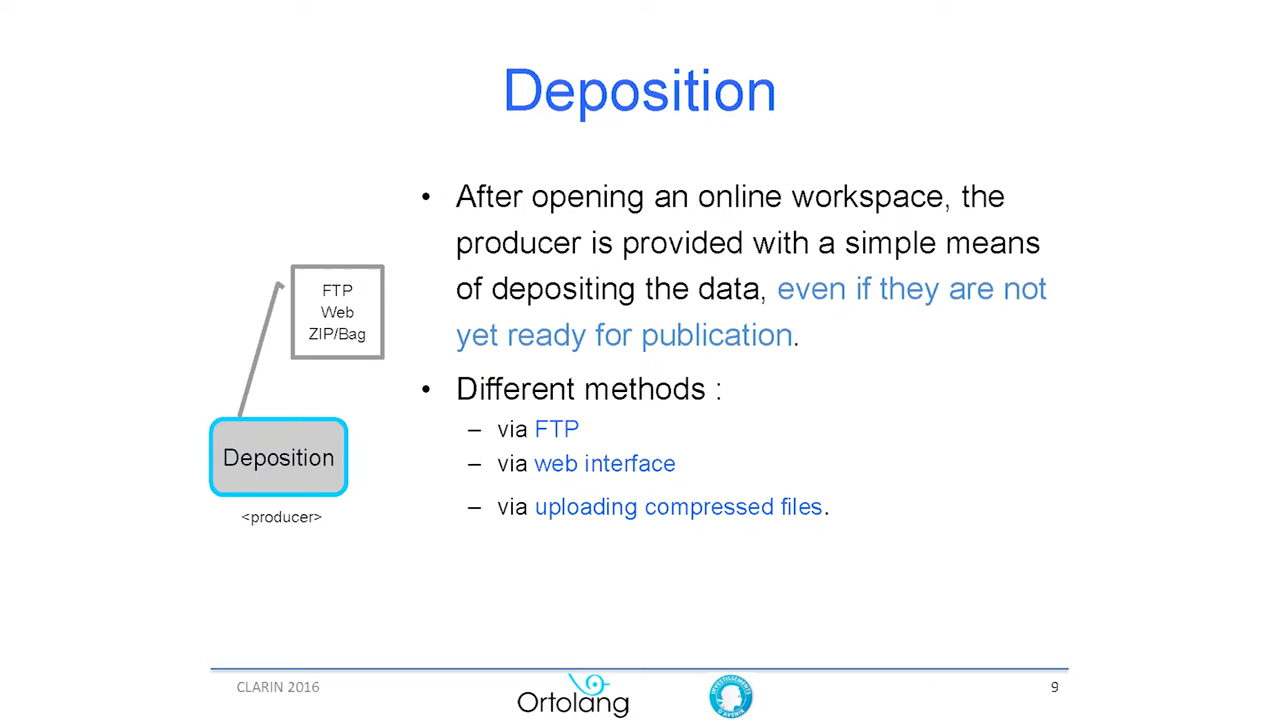 Deposition
• After opening an online workspace, the
producer is provided with a simple means
of depositing the data, even if they are not
yet ready for publication.
• Different methods :
– via FTP
– via web interface
– via uploading compressed files.
FTP
Web
ZIP/Bag
Deposition
<producer>
CLARIN 2016
Ortolang
INVESTISSEMENTS
D'AVENIR
9